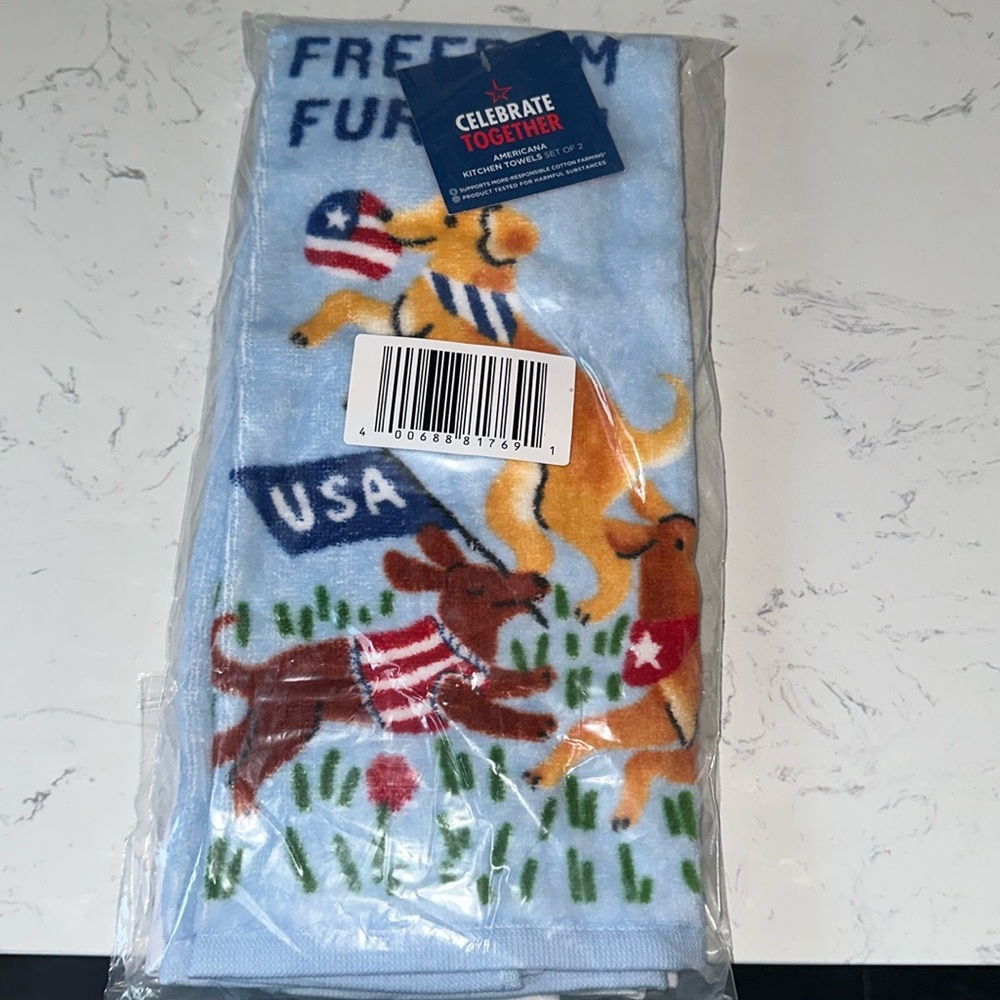 FREEDOM
FUR
CELEBRATE
TOGETHER
AMERICANA
KITCHEN TOWELS SET OF 2
SUPPORTS MORE-RESPONSIBLE COTTON FARMING*
PRODUCT TESTED FOR HARMFUL SUBSTANCES
4 00688 81769 1
USA